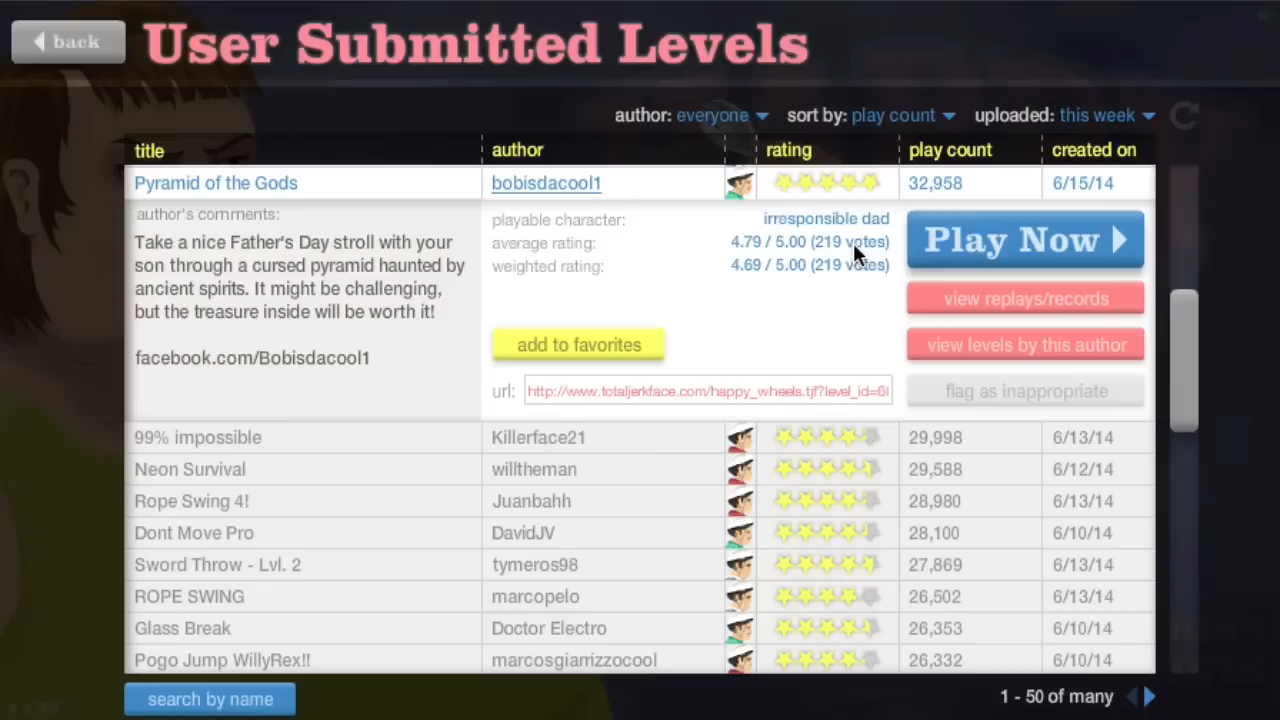 back
User Submitted Levels
author: everyone sort by: play count uploaded: this week
title author rating play count created on
Pyramid of the Gods bobisdacool1 32,958 6/15/14
author's comments:
Take a nice Father's Day stroll with your
son through a cursed pyramid haunted by
ancient spirits. It might be challenging,
but the treasure inside will be worth it!
facebook.com/Bobisdacool1
playable character: irresponsible dad
average rating: 4.79 / 5.00 (219 votes)
weighted rating: 4.69 / 5.00 (219 votes)
add to favorites
url: http://www.totaljerkface.com/happy_wheels.tjf?level_id=6
Play Now
view replays/records
view levels by this author
flag as inappropriate
99% impossible Killerface21 29,998 6/13/14
Neon Survival willtheman 29,588 6/12/14
Rope Swing 4! Juanbahh 28,980 6/13/14
Dont Move Pro DavidJV 28,100 6/10/14
Sword Throw - Lvl. 2 tymeros98 27,869 6/13/14
ROPE SWING marcopelo 26,502 6/13/14
Glass Break Doctor Electro 26,353 6/10/14
Pogo Jump WillyRex!! marcosgiarrizzocool 26,332 6/10/14
search by name
1 - 50 of many